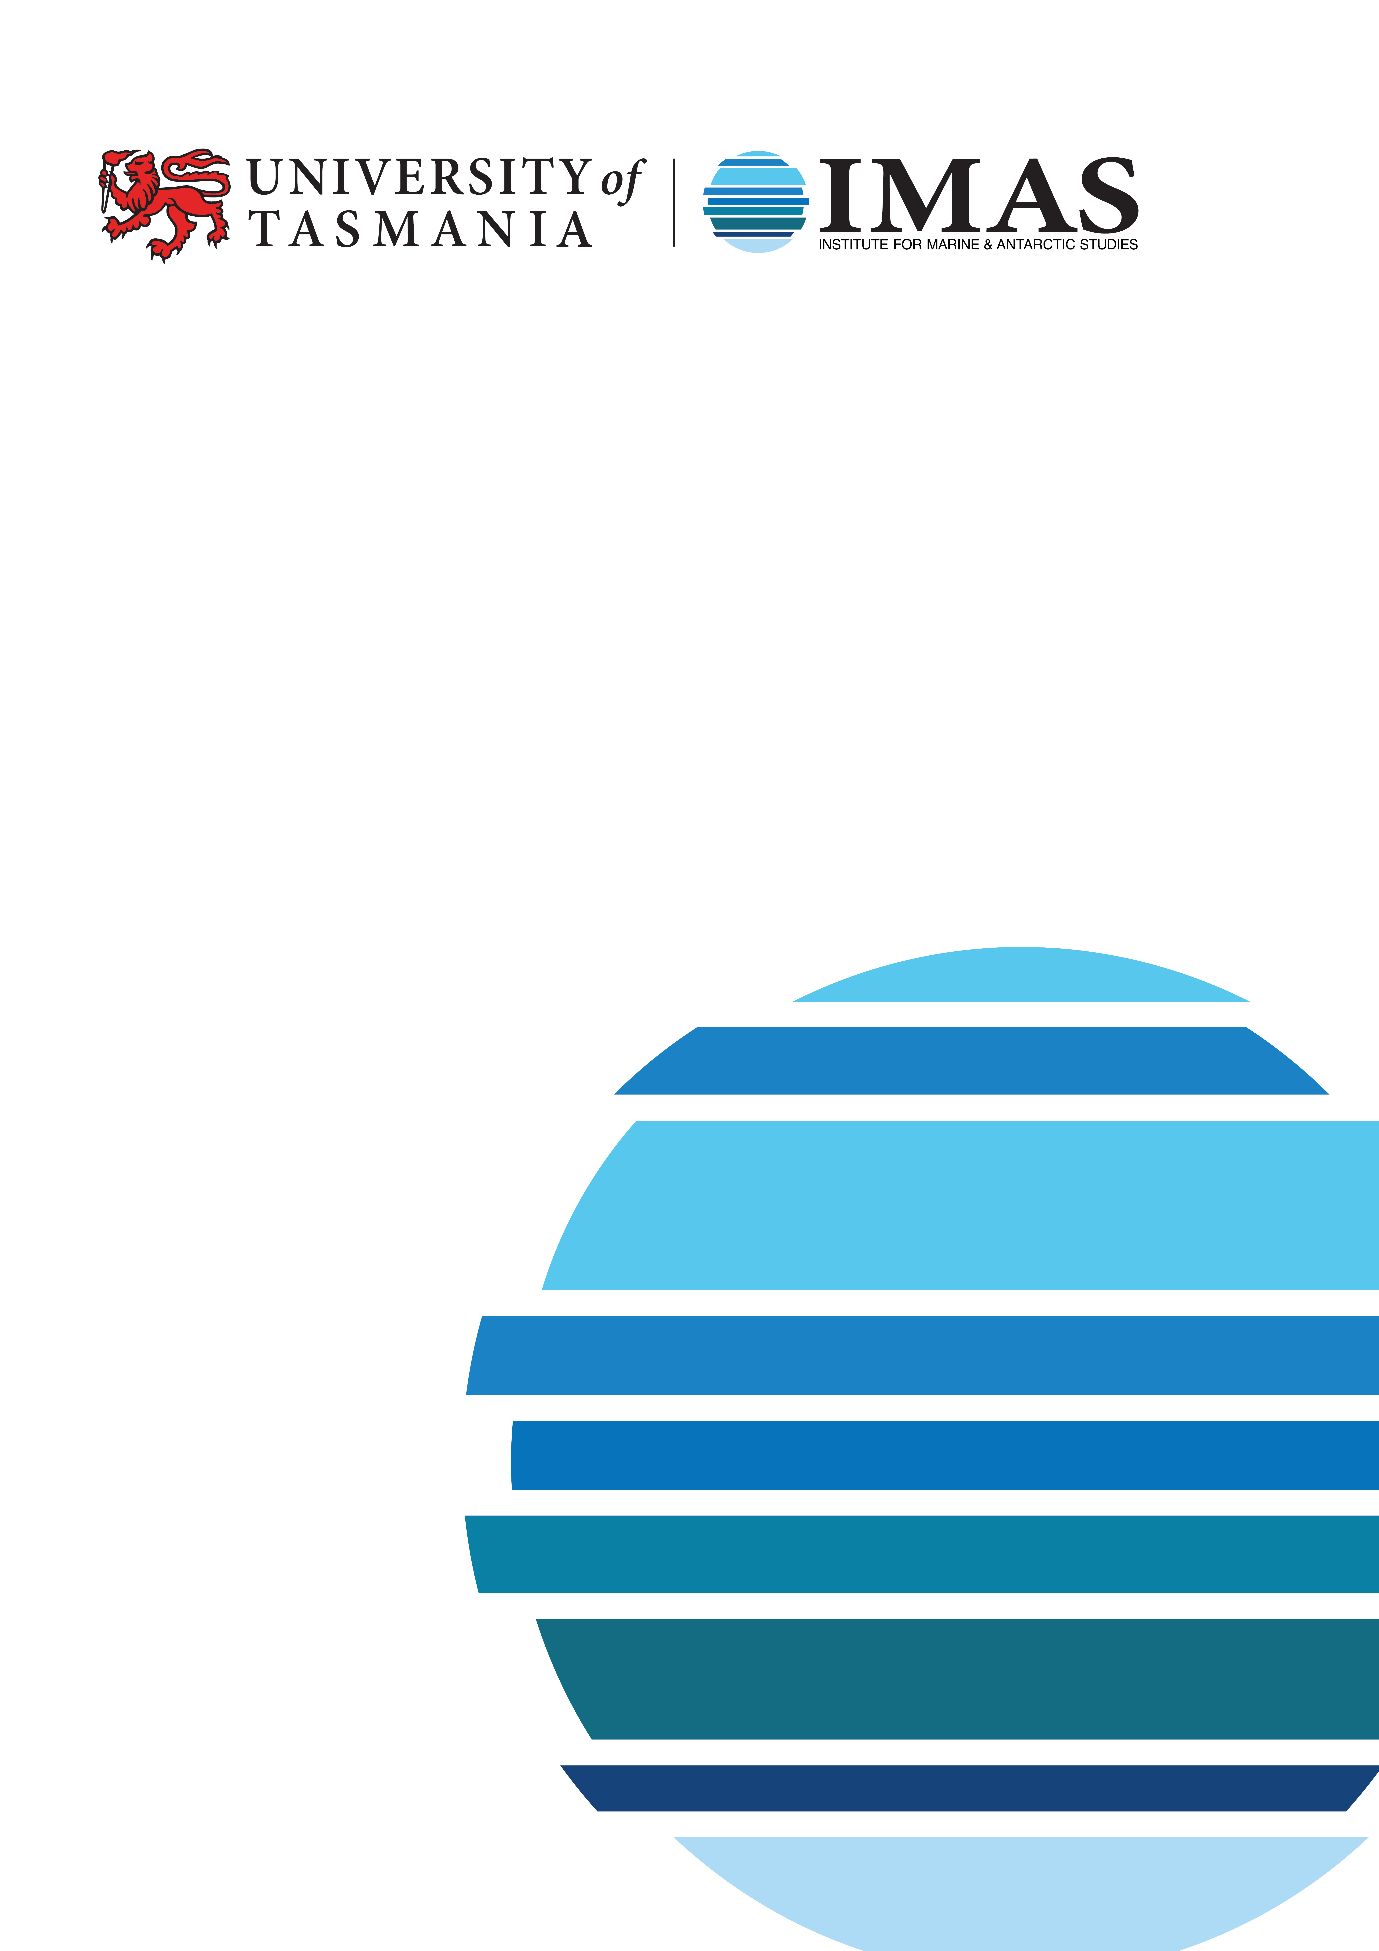 UNIVERSITY of
TASMANIA
IMAS
INSTITUTE FOR MARINE & ANTARCTIC STUDIES